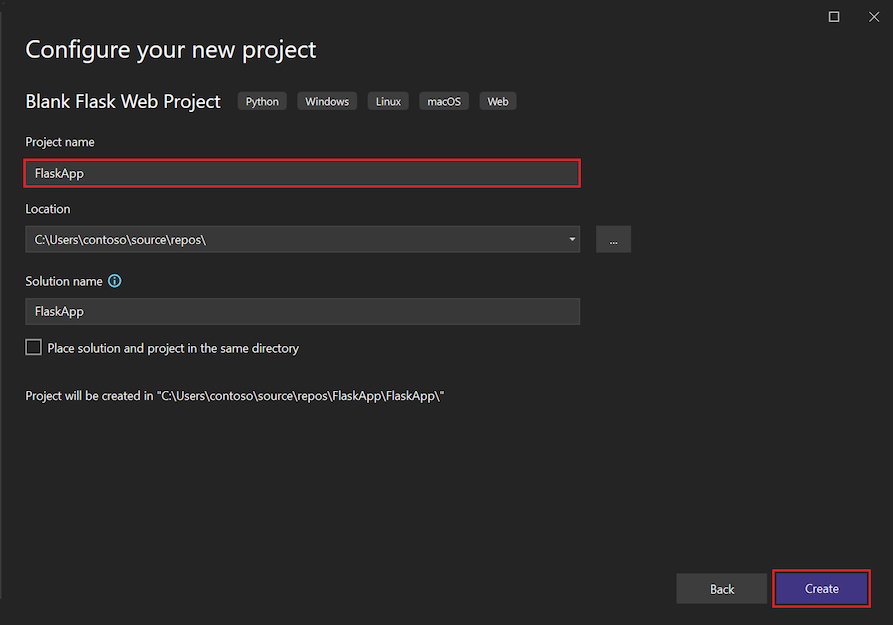 Configure your new project
Blank Flask Web Project Python Windows Linux macOS Web
Project name
FlaskApp
Location
C:\Users\contoso\source\repos\
...
Solution name
FlaskApp
Place solution and project in the same directory
Project will be created in "C:\Users\contoso\source\repos\FlaskApp\FlaskApp\"
Back Create